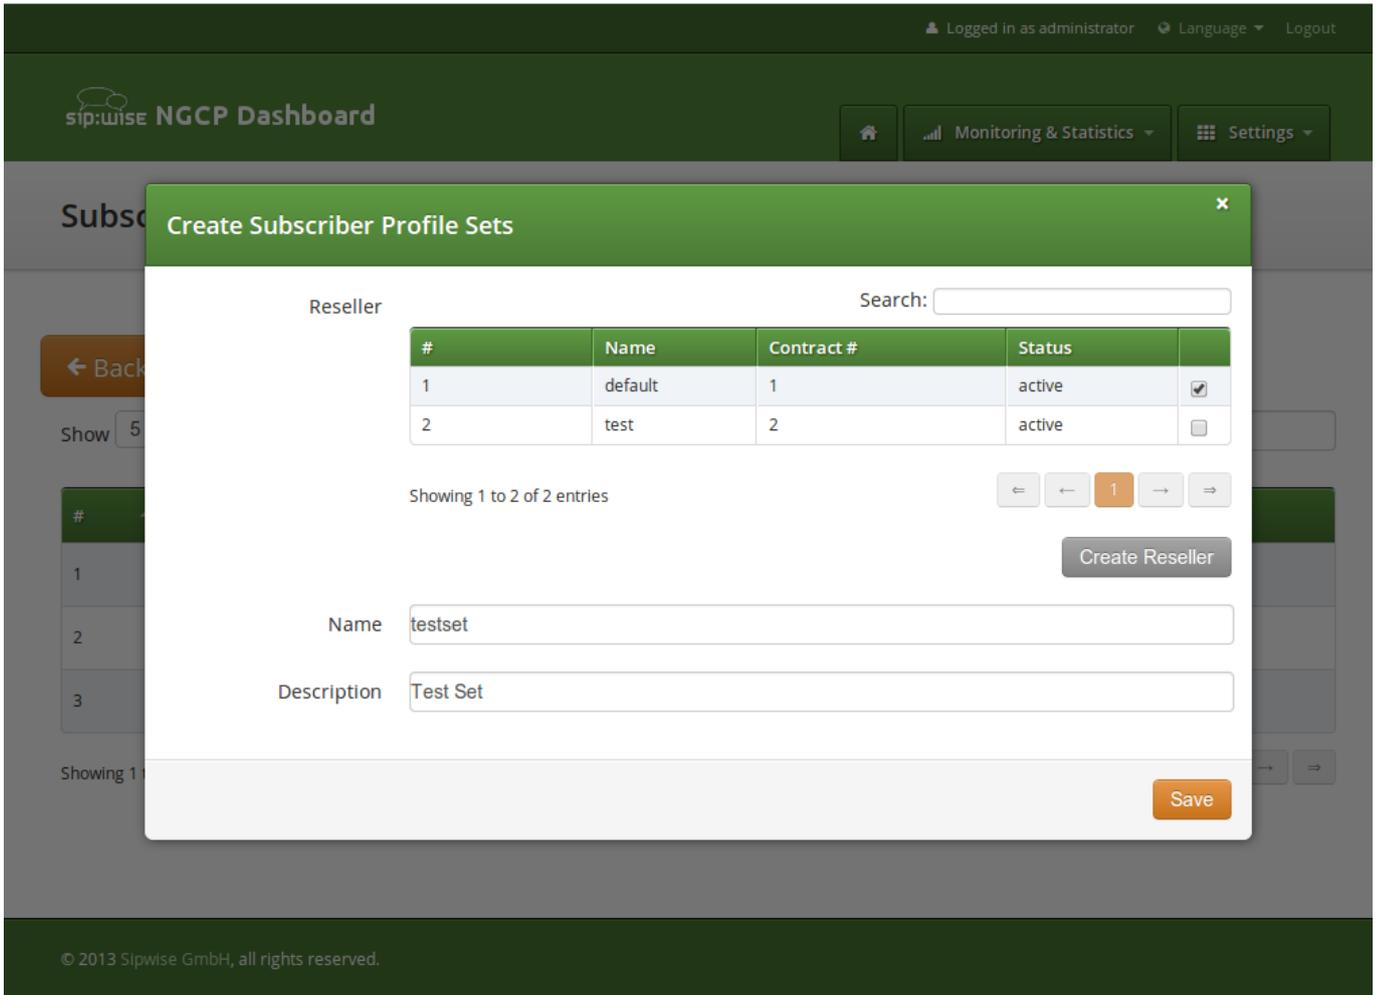 Logged in as administrator Language Logout
sip:wise NGCP Dashboard
Monitoring & Statistics Settings
Create Subscriber Profile Sets ×
Reseller Search:
# Name Contract # Status
1 default 1 active
2 test 2 active
Showing 1 to 2 of 2 entries ⇐ ← 1 → ⇒
Create Reseller
Name testset
Description Test Set
Save
← Back
Show 5
#
1
2
3
Showing 1 → ⇒
© 2013 Sipwise GmbH, all rights reserved.